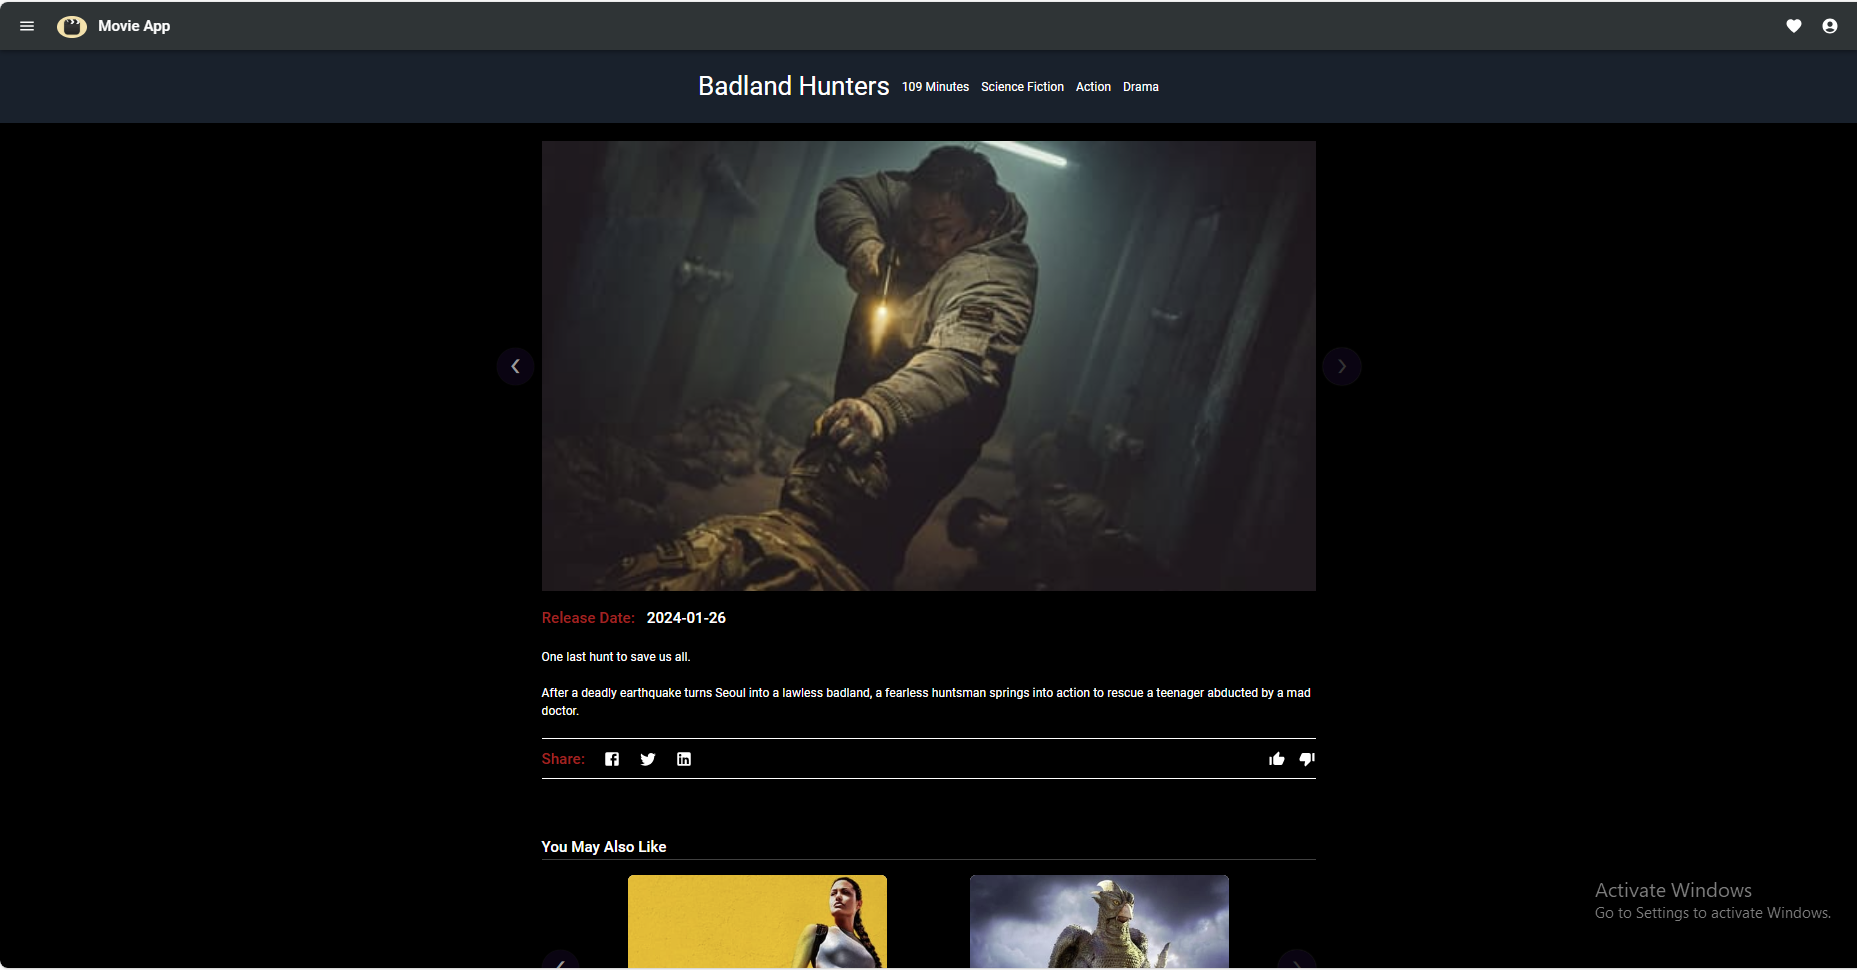 Movie App
Badland Hunters 109 Minutes Science Fiction Action Drama
Release Date: 2024-01-26
One last hunt to save us all.
After a deadly earthquake turns Seoul into a lawless badland, a fearless huntsman springs into action to rescue a teenager abducted by a mad
doctor.
Share:
You May Also Like
Activate Windows
Go to Settings to activate Windows.